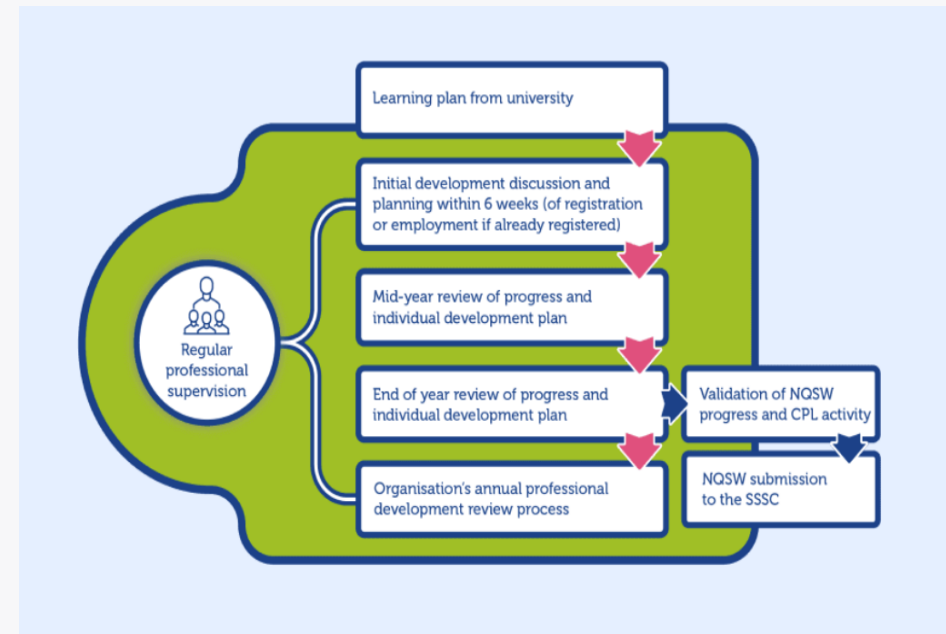 Learning plan from university
Initial development discussion and
planning within 6 weeks (of registration
or employment if already registered)
Mid-year review of progress and
individual development plan
Regular
professional
supervision
End of year review of progress and
individual development plan
Validation of NQSW
progress and CPL activity
Organisation's annual professional
development review process
NQSW submission
to the SSSC